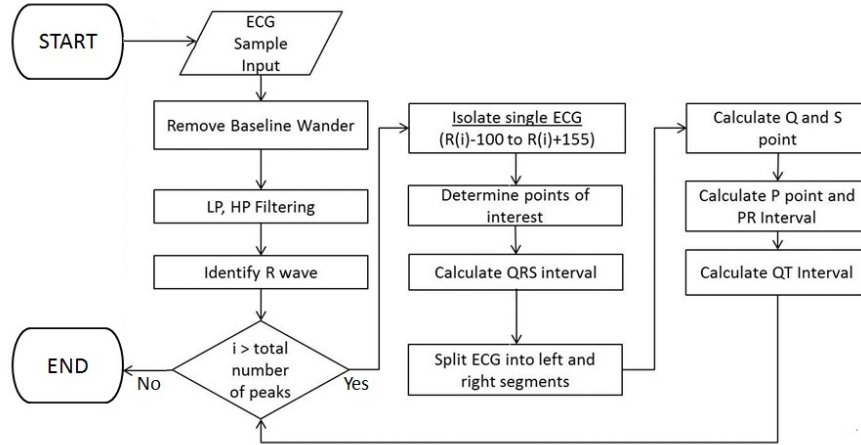 START
ECG
Sample
Input
Remove Baseline Wander
LP, HP Filtering
Identify R wave
i > total
number
of peaks
No
Yes
END
Isolate single ECG
(R(i)-100 to R(i)+155)
Determine points of
interest
Calculate QRS interval
Split ECG into left and
right segments
Calculate Q and S
point
Calculate P point and
PR Interval
Calculate QT Interval